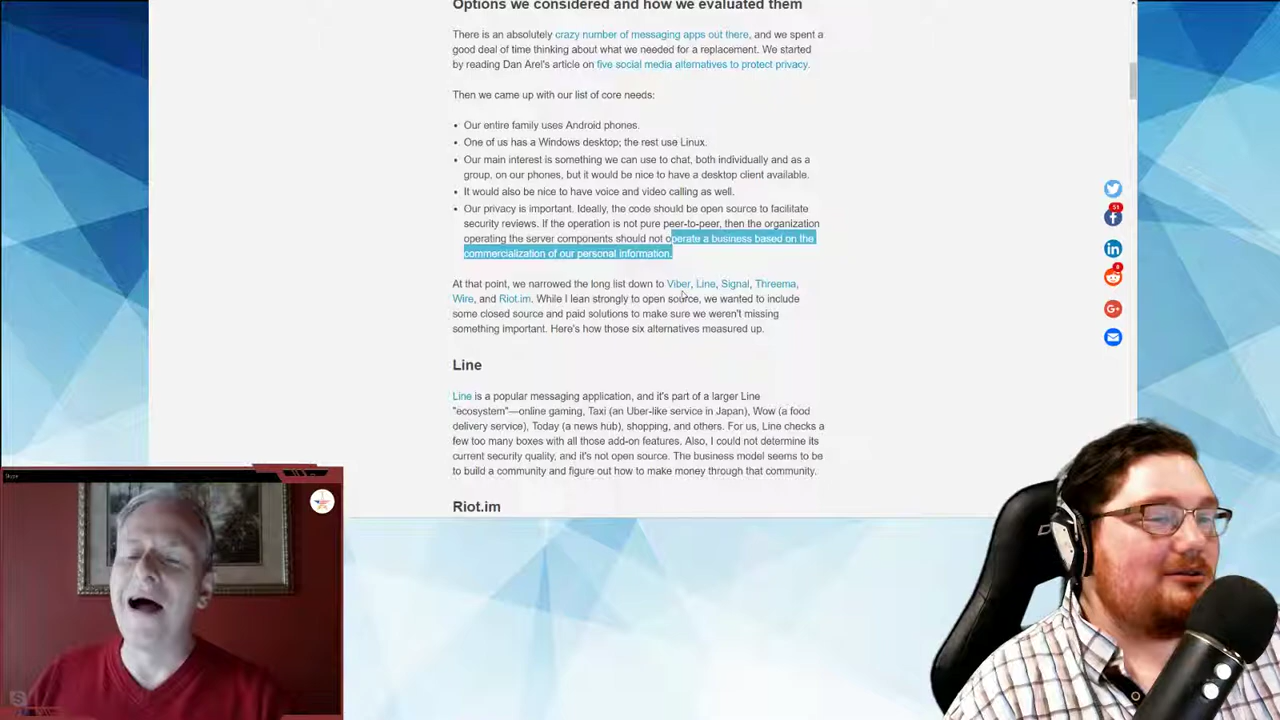 Options we considered and how we evaluated them
There is an absolutely crazy number of messaging apps out there, and we spent a
good deal of time thinking about what we needed for a replacement. We started
by reading Dan Arel's article on five social media alternatives to protect privacy.
Then we came up with our list of core needs:
• Our entire family uses Android phones.
• One of us has a Windows desktop; the rest use Linux.
• Our main interest is something we can use to chat, both individually and as a
group, on our phones, but it would be nice to have a desktop client available.
• It would also be nice to have voice and video calling as well.
• Our privacy is important. Ideally, the code should be open source to facilitate
security reviews. If the operation is not pure peer-to-peer, then the organization
operating the server components should not operate a business based on the
commercialization of our personal information.
At that point, we narrowed the long list down to Viber, Line, Signal, Threema,
Wire, and Riot.im. While I lean strongly to open source, we wanted to include
some closed source and paid solutions to make sure we weren't missing
something important. Here's how those six alternatives measured up.
Line
Line is a popular messaging application, and it's part of a larger Line
"ecosystem"—online gaming, Taxi (an Uber-like service in Japan), Wow (a food
delivery service), Today (a news hub), shopping, and others. For us, Line checks a
few too many boxes with all those add-on features. Also, I could not determine its
current security quality, and it's not open source. The business model seems to be
to build a community and figure out how to make money through that community.
Riot.im
51
G+
Skype